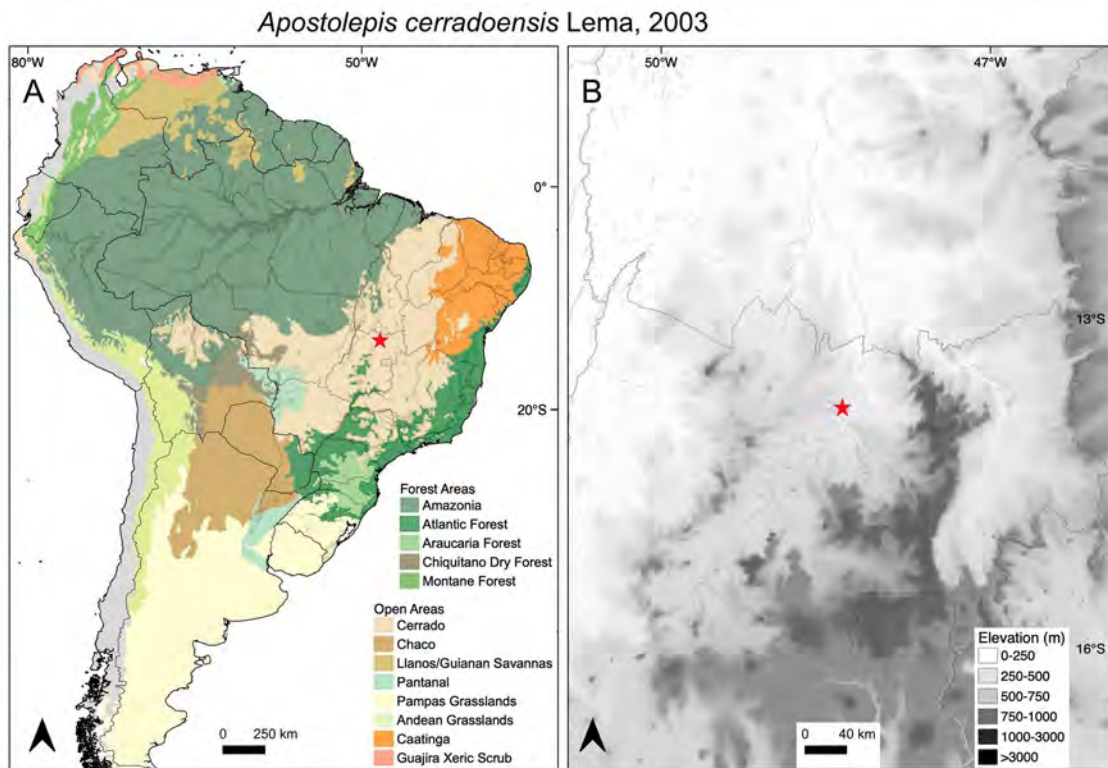 Apostolepis cerradoensis Lema, 2003
A
80°W
50°W
0°
20°S
Forest Areas
Amazonia
Atlantic Forest
Araucaria Forest
Chiquitano Dry Forest
Montane Forest
Open Areas
Cerrado
Chaco
Llanos/Guianan Savannas
Pantanal
Pampas Grasslands
Andean Grasslands
Caatinga
Guajira Xeric Scrub
0 250 km
B
50°W
47°W
13°S
16°S
Elevation (m)
0-250
250-500
500-750
750-1000
1000-3000
>3000
0 40 km